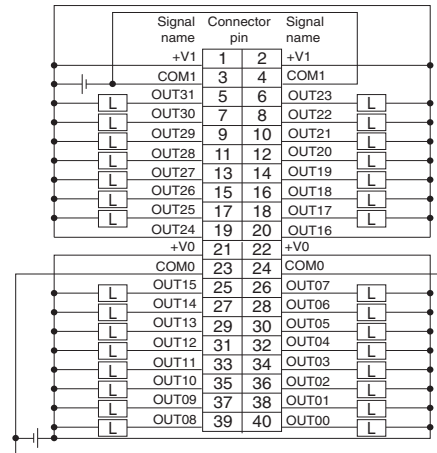 Signal name Connector pin Signal name
+V1 1 2 +V1
COM1 3 4 COM1
OUT31 5 6 OUT23
L L
OUT30 7 8 OUT22
L L
OUT29 9 10 OUT21
L L
OUT28 11 12 OUT20
L L
OUT27 13 14 OUT19
L L
OUT26 15 16 OUT18
L L
OUT25 17 18 OUT17
L L
OUT24 19 20 OUT16
+V0 21 22 +V0
COM0 23 24 COM0
OUT15 25 26 OUT07
L L
OUT14 27 28 OUT06
L L
OUT13 29 30 OUT05
L L
OUT12 31 32 OUT04
L L
OUT11 33 34 OUT03
L L
OUT10 35 36 OUT02
L L
OUT09 37 38 OUT01
L L
OUT08 39 40 OUT00
L L